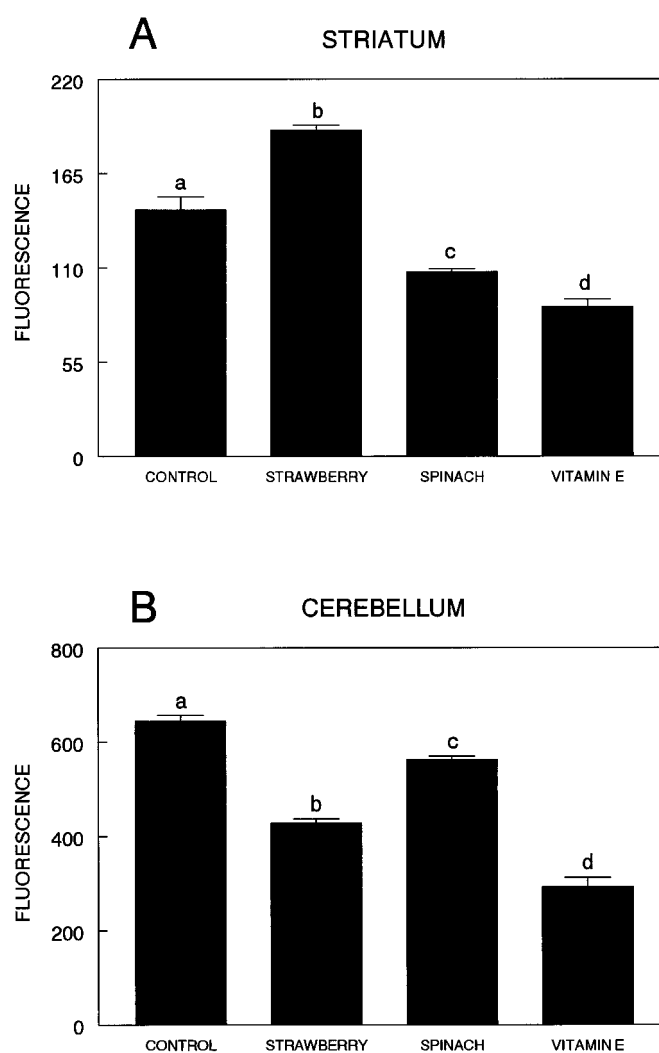 A
STRIATUM
220
165
110
55
0
FLUORESCENCE
a
b
c
d
CONTROL STRAWBERRY SPINACH VITAMIN E
B
CEREBELLUM
800
600
400
200
0
FLUORESCENCE
a
b
c
d
CONTROL STRAWBERRY SPINACH VITAMIN E